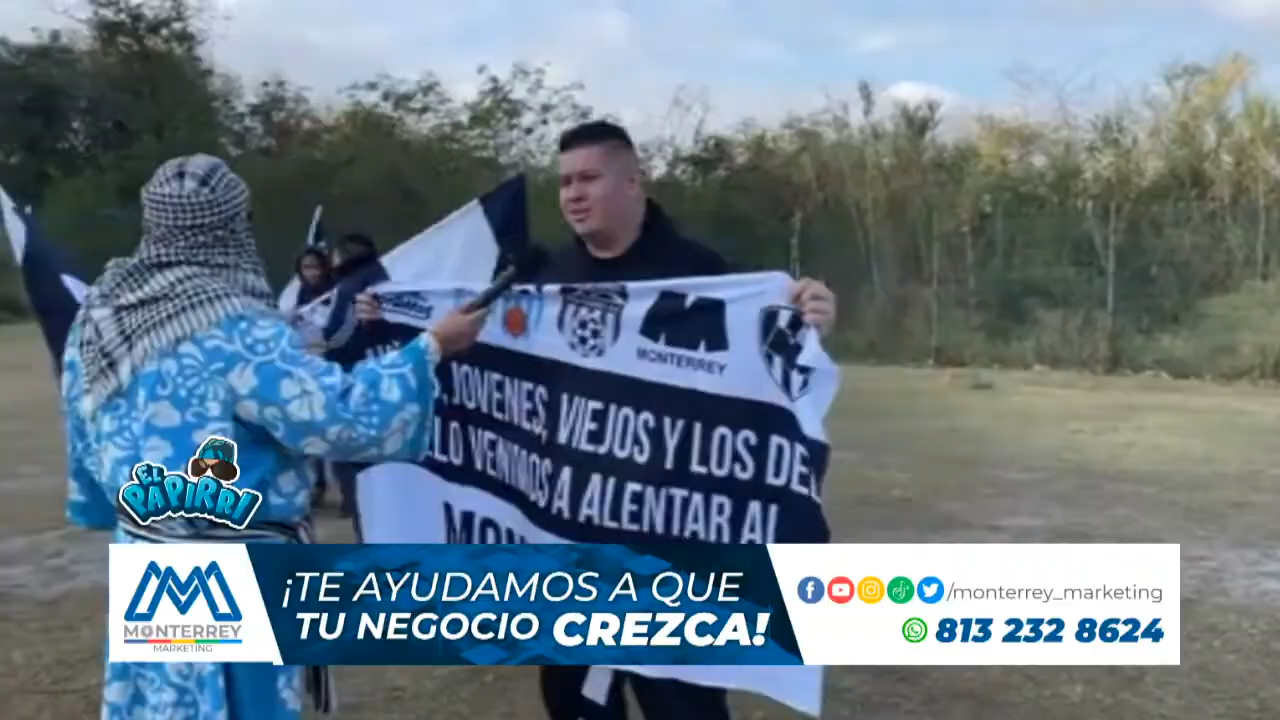 MONTERREY
JOVENES, VIEJOS Y LOS DE
VENIMOS A ALENTAR AL
EL
PAPIRRI
MONTERREY
MARKETING
¡TE AYUDAMOS A QUE
TU NEGOCIO CREZCA!
/monterrey_marketing
813 232 8624